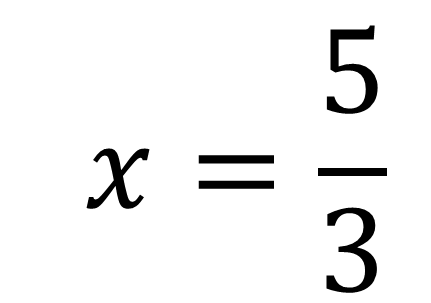 x = 5/3